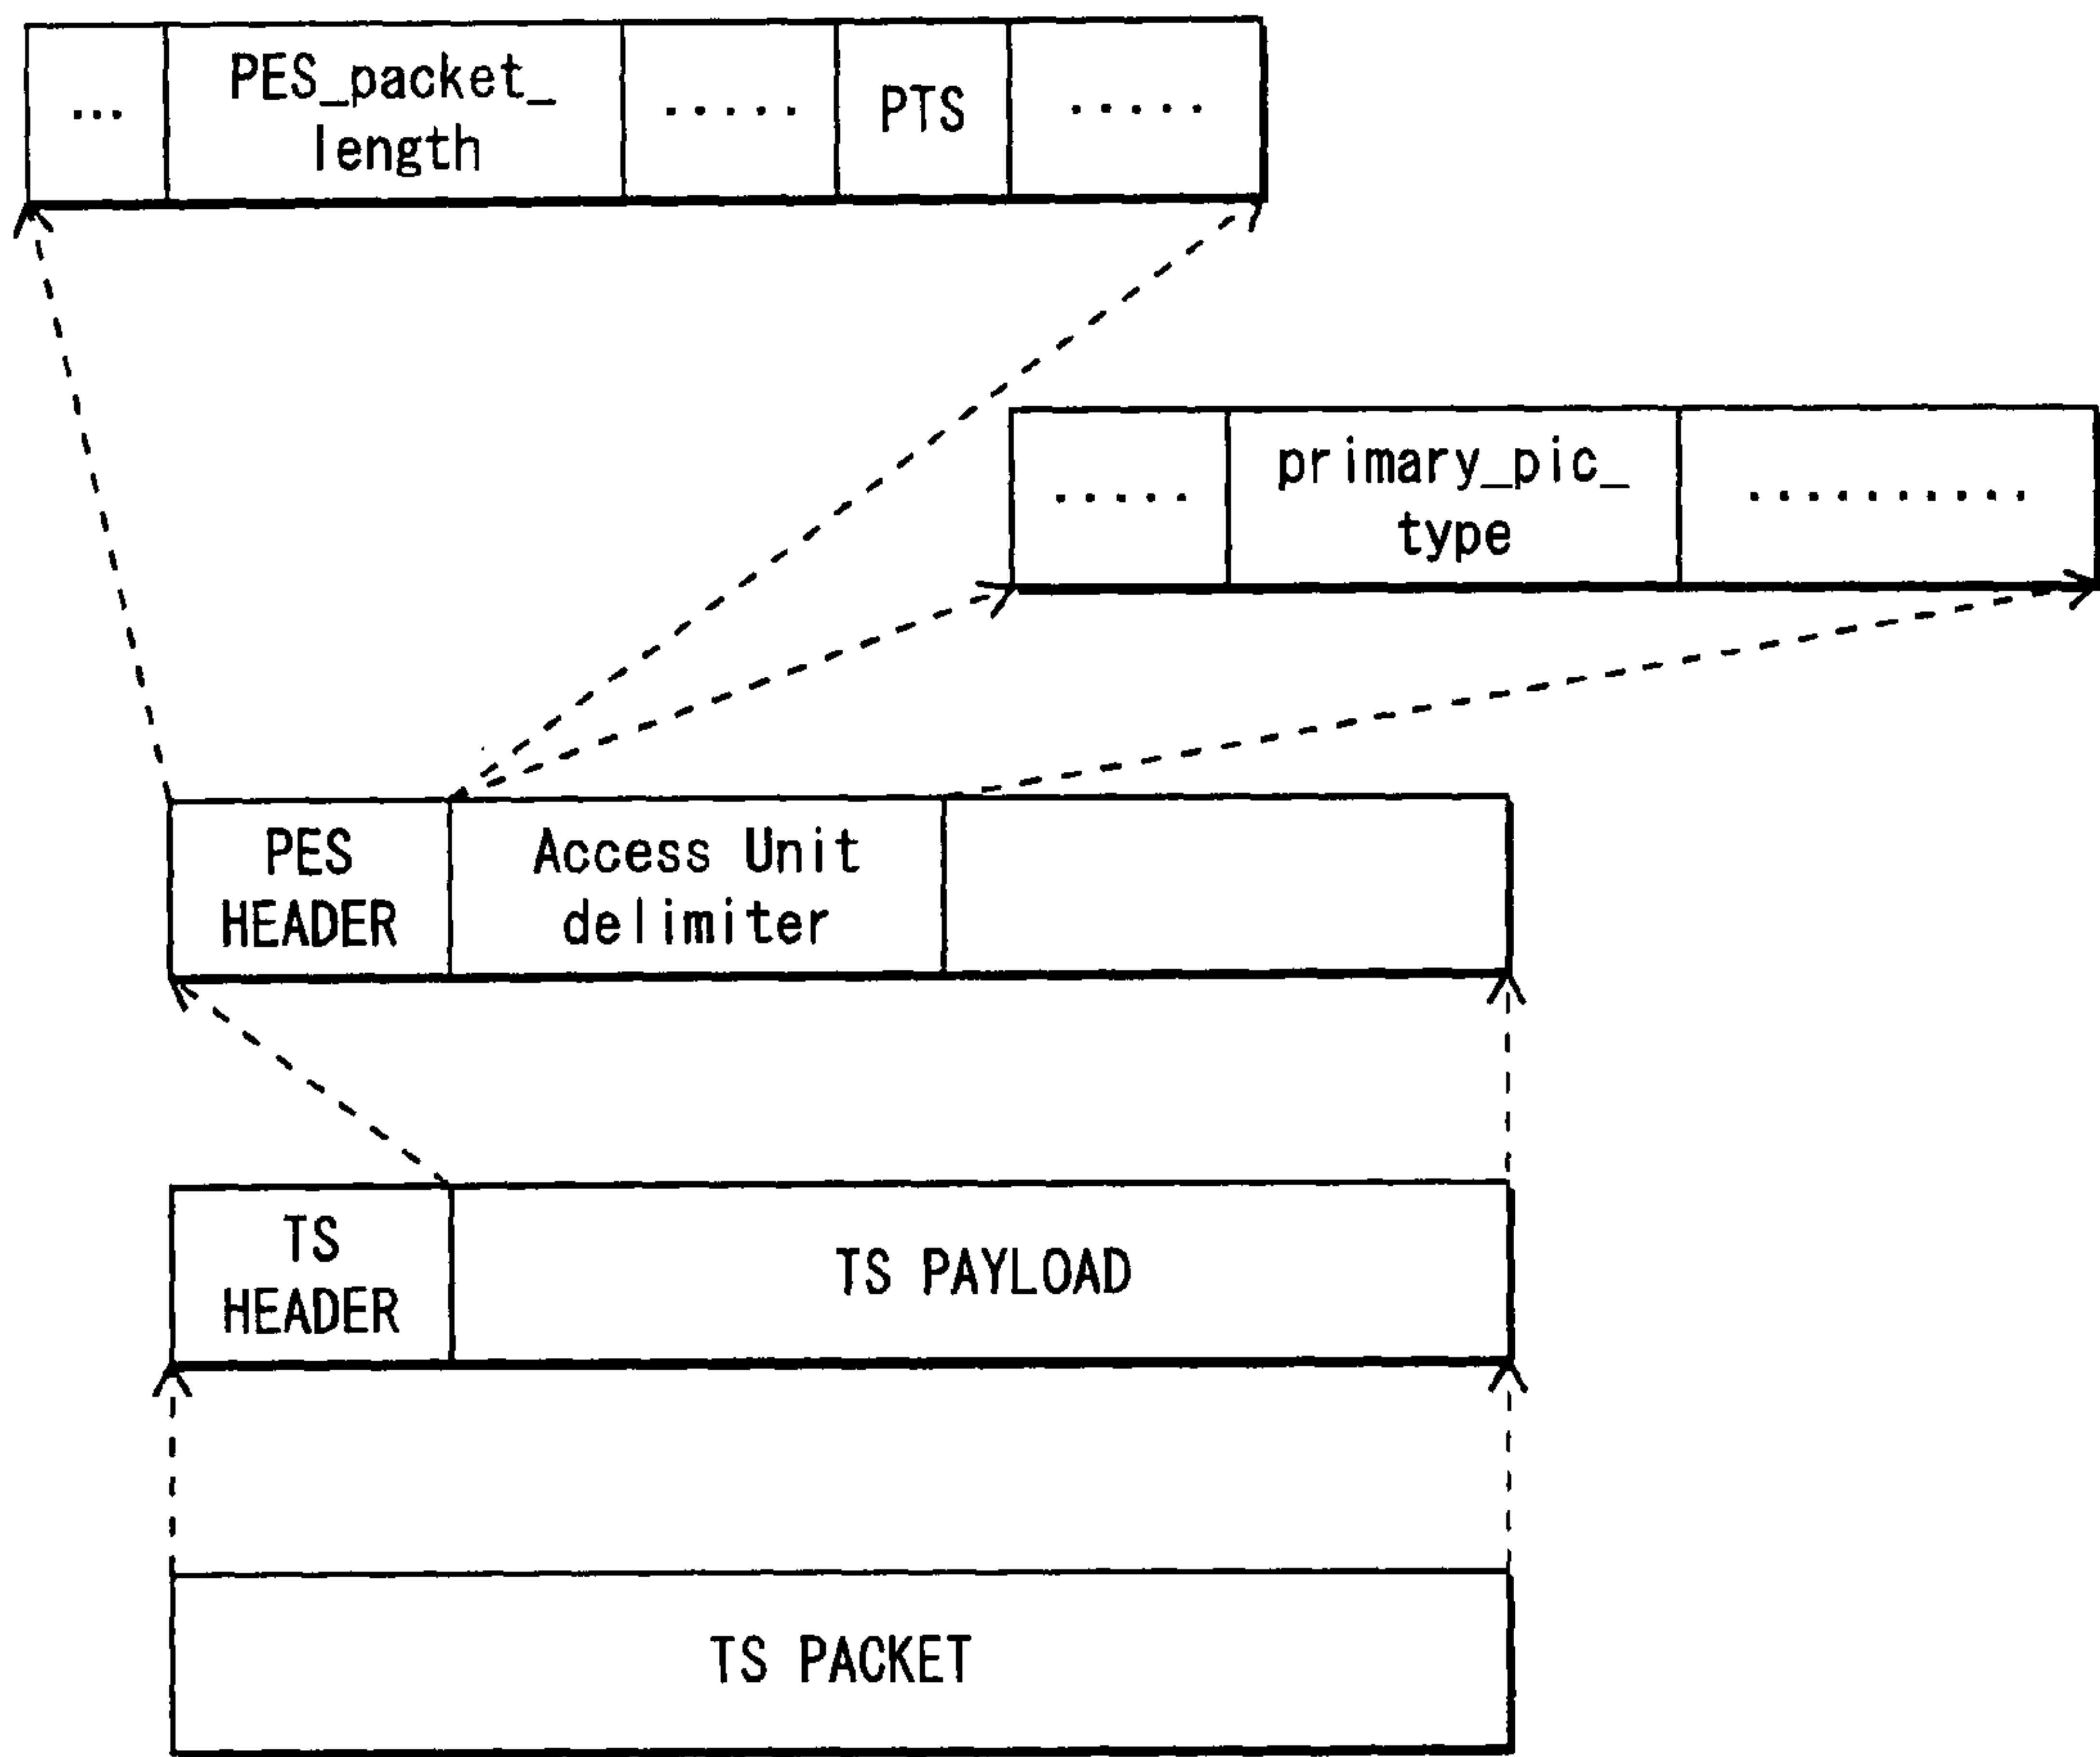 ... PES_packet_ ..... PTS .....
length
..... primary_pic_ ..........
type
PES Access Unit
HEADER delimiter
TS
HEADER
TS PAYLOAD
TS PACKET